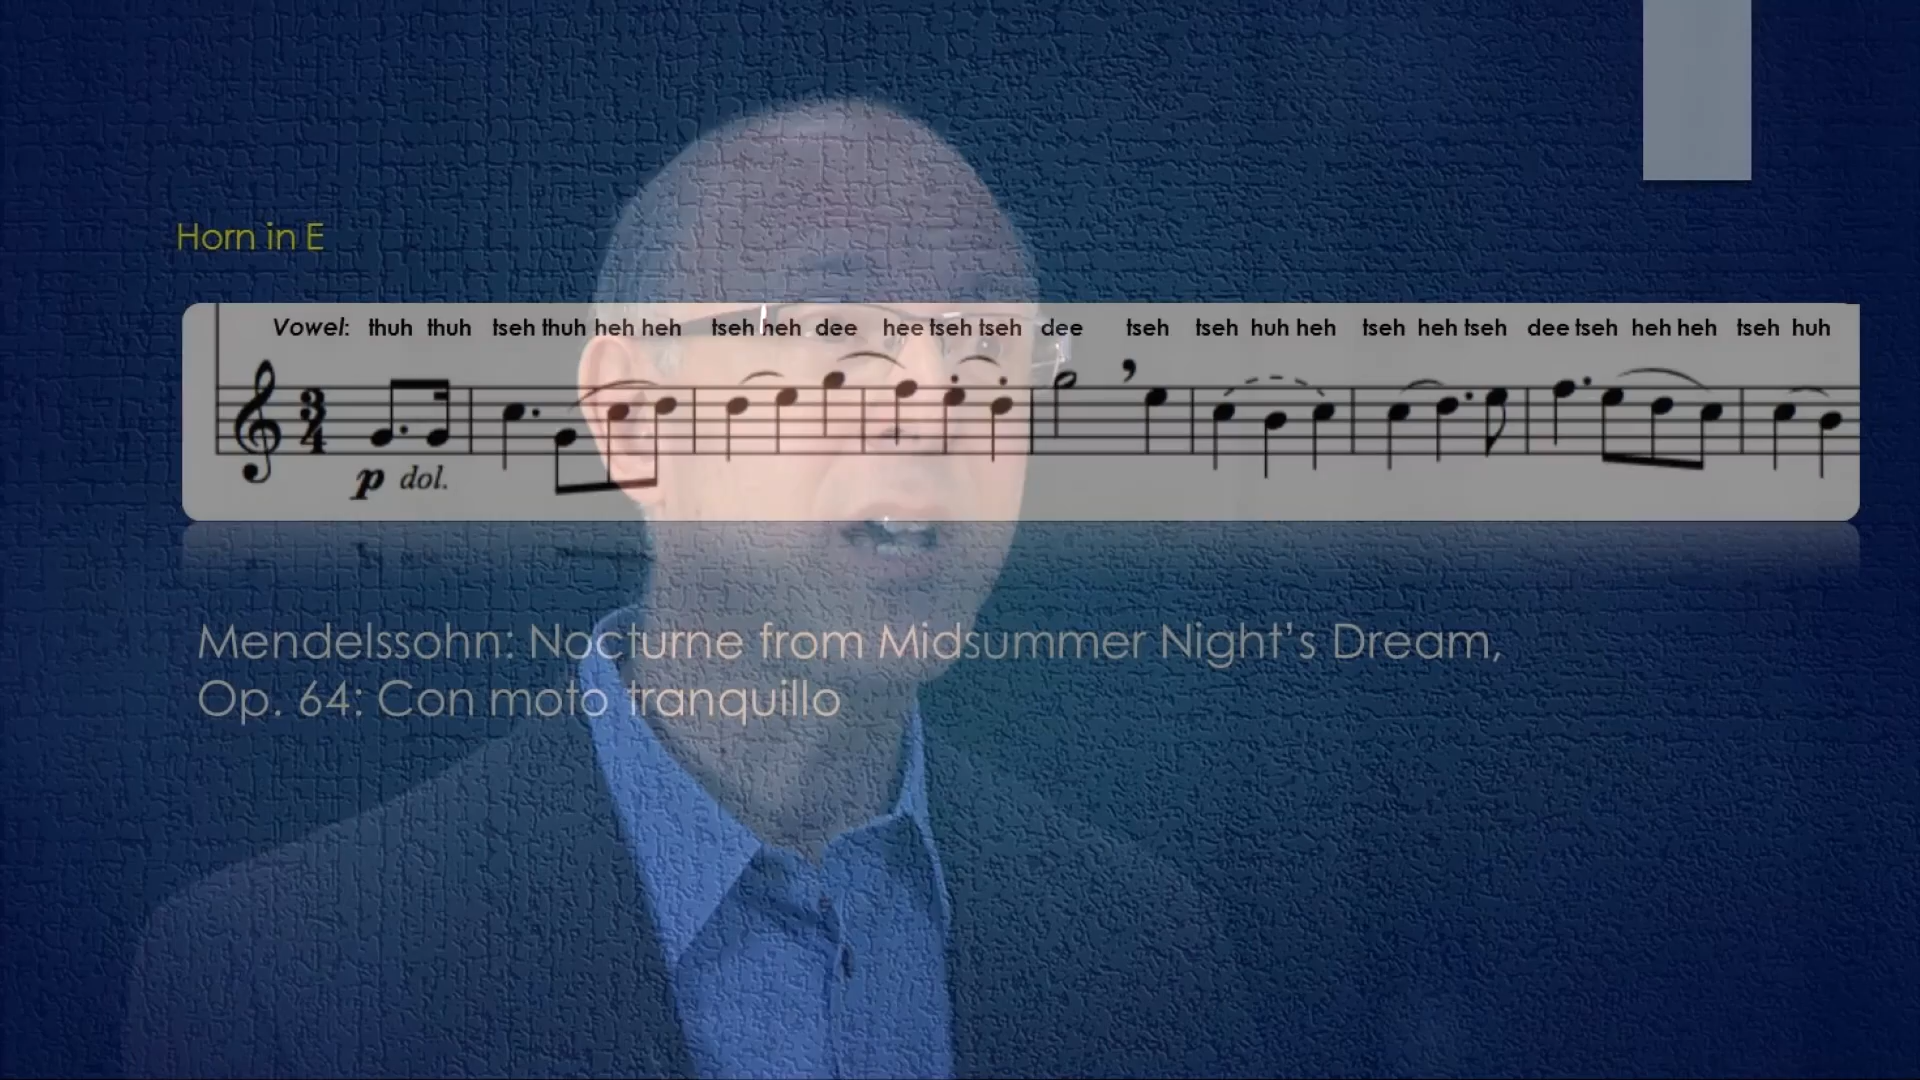 Horn in E
Vowel: thuh thuh tseh thuh heh heh tseh heh dee hee tseh tseh dee tseh tseh huh heh tseh heh tseh dee tseh heh heh tseh huh
3
4
p dol.
Mendelssohn: Nocturne from Midsummer Night's Dream,
Op. 64: Con moto tranquillo